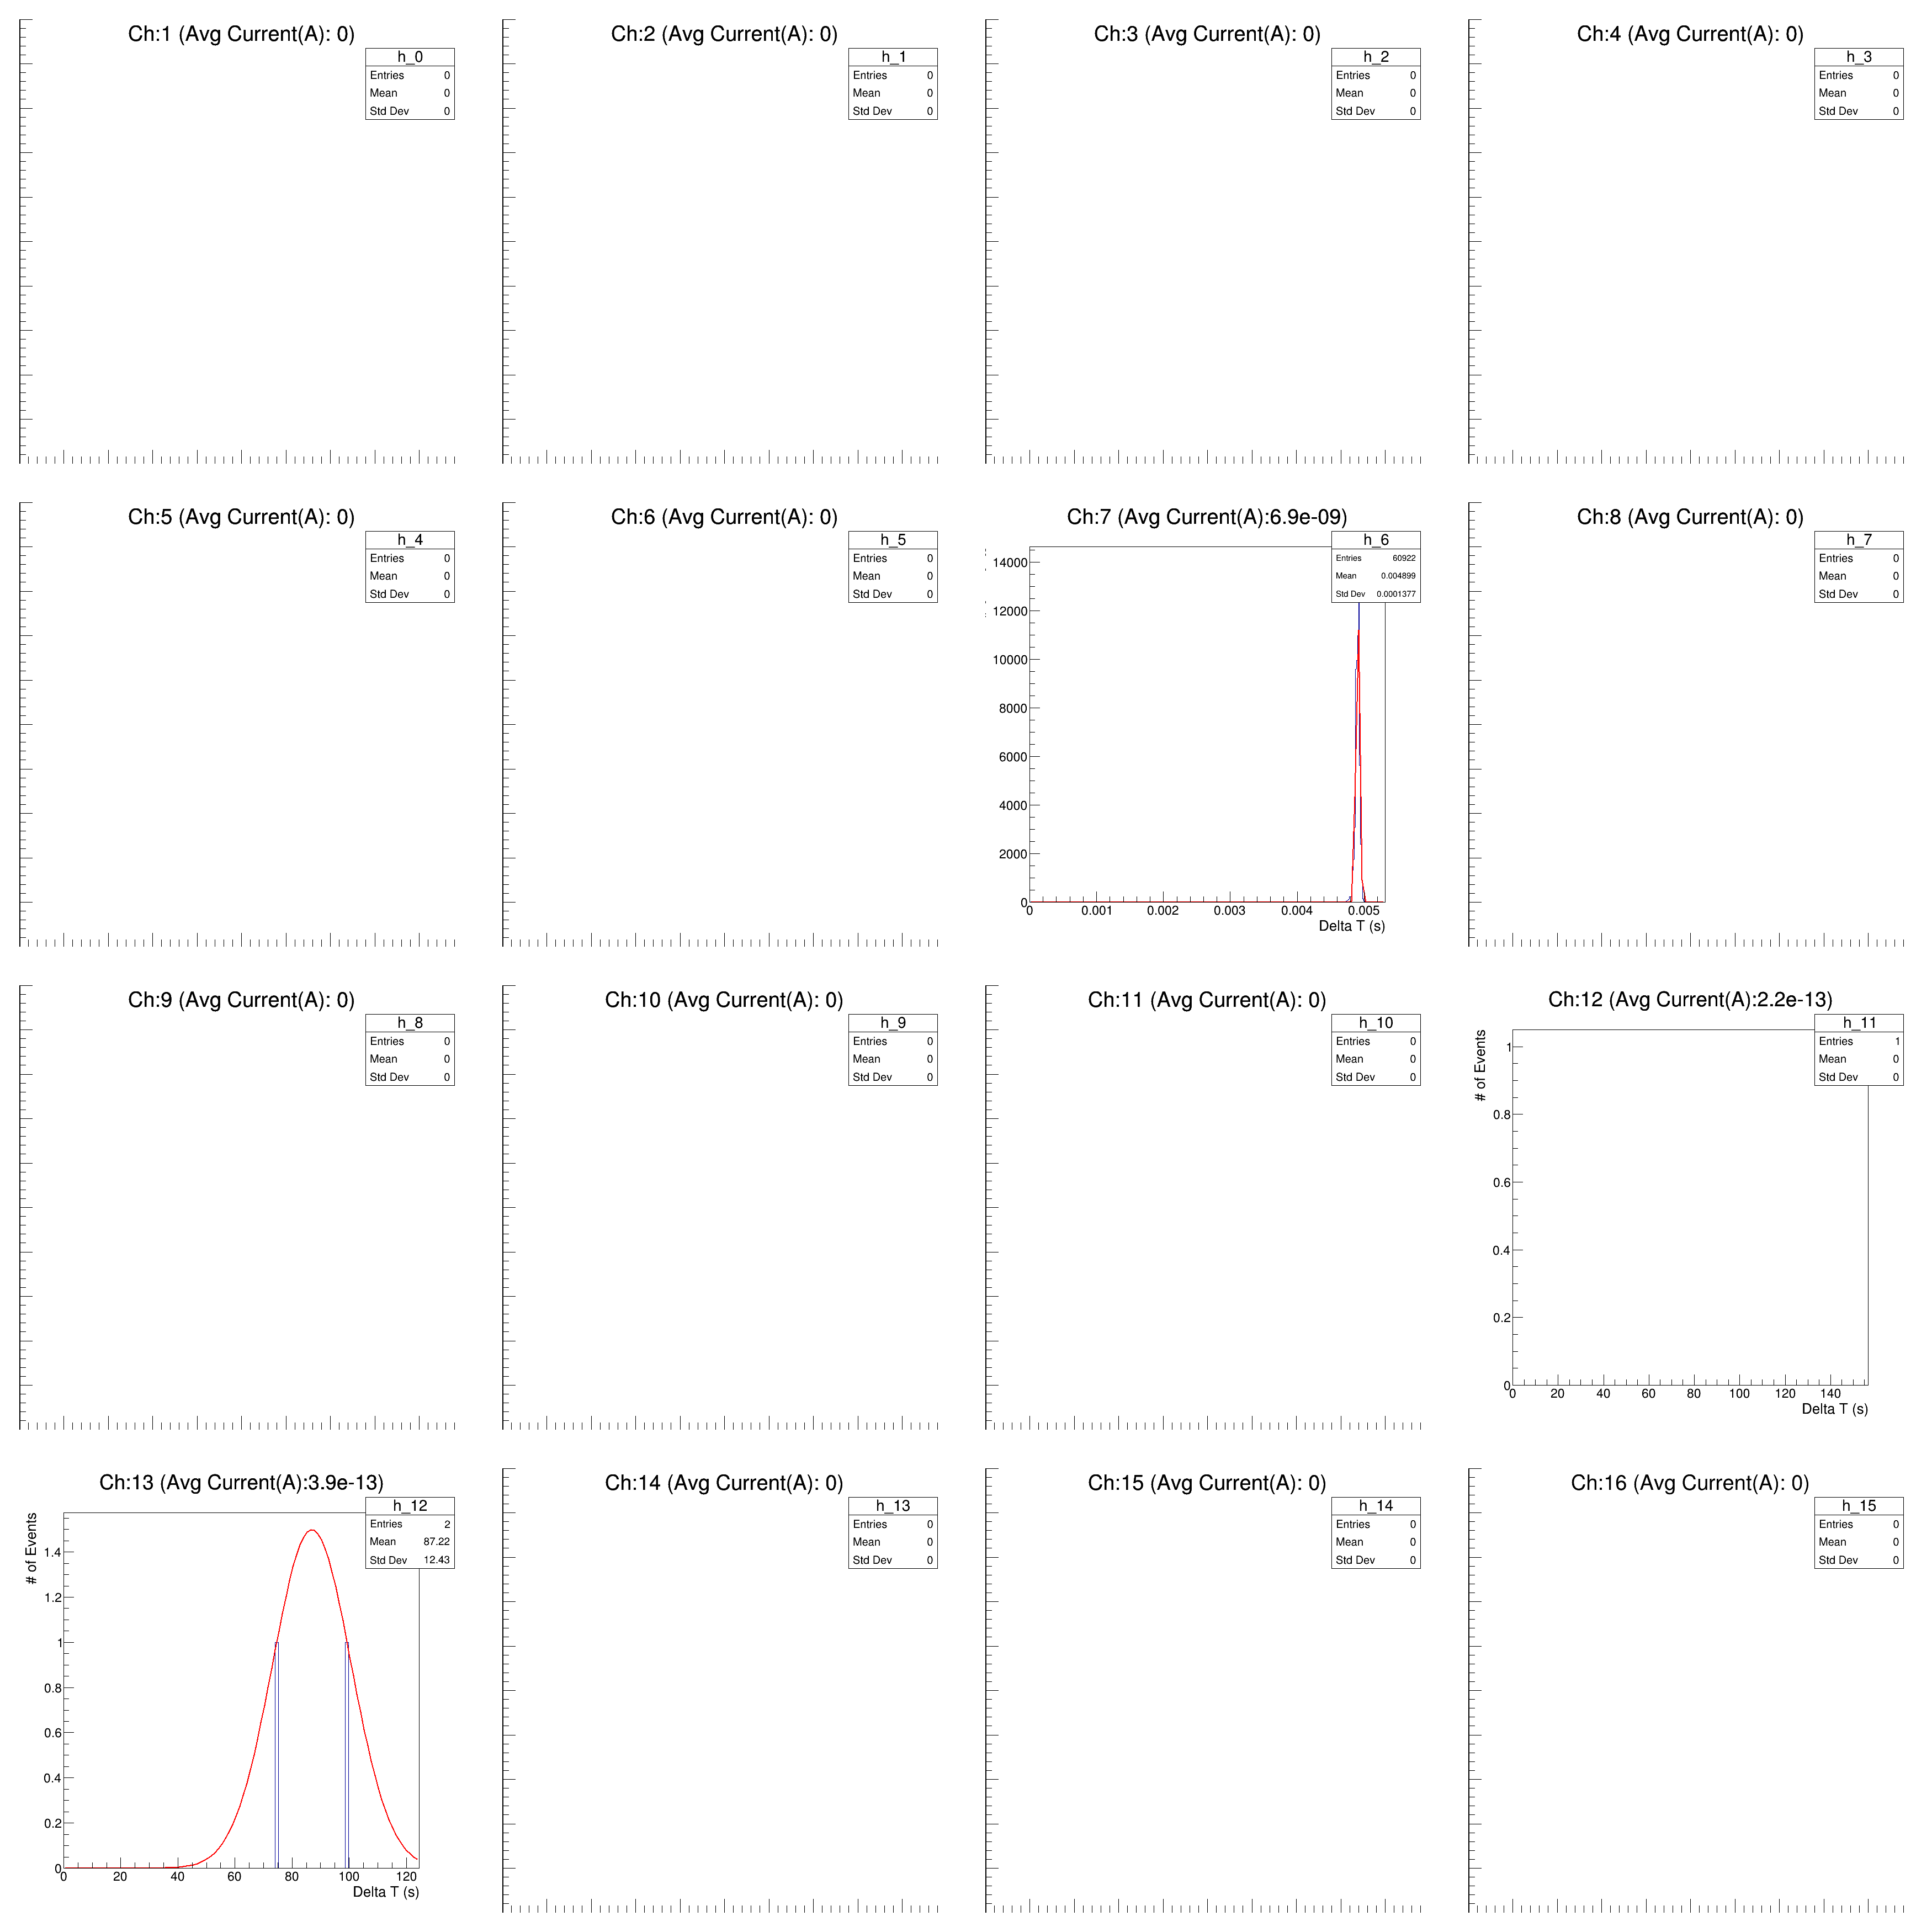 Ch:1 (Avg Current(A): 0)
h_0
Entries 0
Mean 0
Std Dev 0
Ch:2 (Avg Current(A): 0)
h_1
Entries 0
Mean 0
Std Dev 0
Ch:3 (Avg Current(A): 0)
h_2
Entries 0
Mean 0
Std Dev 0
Ch:4 (Avg Current(A): 0)
h_3
Entries 0
Mean 0
Std Dev 0
Ch:5 (Avg Current(A): 0)
h_4
Entries 0
Mean 0
Std Dev 0
Ch:6 (Avg Current(A): 0)
h_5
Entries 0
Mean 0
Std Dev 0
Ch:7 (Avg Current(A):6.9e-09)
h_6
Entries 60922
Mean 0.004899
Std Dev 0.0001377
14000
12000
10000
8000
6000
4000
2000
0
0 0.001 0.002 0.003 0.004 0.005
Delta T (s)
Ch:8 (Avg Current(A): 0)
h_7
Entries 0
Mean 0
Std Dev 0
Ch:9 (Avg Current(A): 0)
h_8
Entries 0
Mean 0
Std Dev 0
Ch:10 (Avg Current(A): 0)
h_9
Entries 0
Mean 0
Std Dev 0
Ch:11 (Avg Current(A): 0)
h_10
Entries 0
Mean 0
Std Dev 0
Ch:12 (Avg Current(A):2.2e-13)
h_11
Entries 1
Mean 0
Std Dev 0
# of Events
1
0.8
0.6
0.4
0.2
0
0 20 40 60 80 100 120 140
Delta T (s)
Ch:13 (Avg Current(A):3.9e-13)
h_12
Entries 2
Mean 87.22
Std Dev 12.43
# of Events
1.4
1.2
1
0.8
0.6
0.4
0.2
0
0 20 40 60 80 100 120
Delta T (s)
Ch:14 (Avg Current(A): 0)
h_13
Entries 0
Mean 0
Std Dev 0
Ch:15 (Avg Current(A): 0)
h_14
Entries 0
Mean 0
Std Dev 0
Ch:16 (Avg Current(A): 0)
h_15
Entries 0
Mean 0
Std Dev 0